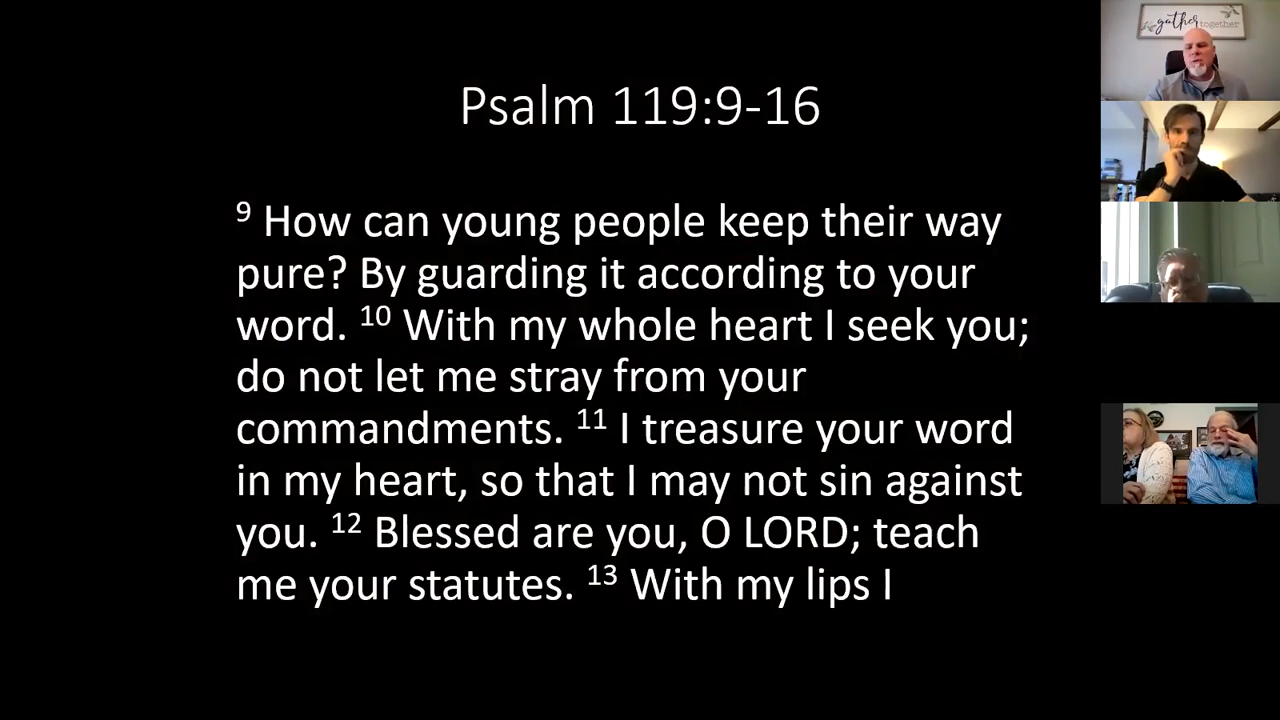 Psalm 119:9-16
9 How can young people keep their way
pure? By guarding it according to your
word. 10 With my whole heart I seek you;
do not let me stray from your
commandments. 11 I treasure your word
in my heart, so that I may not sin against
you. 12 Blessed are you, O LORD; teach
me your statutes. 13 With my lips I
gather together